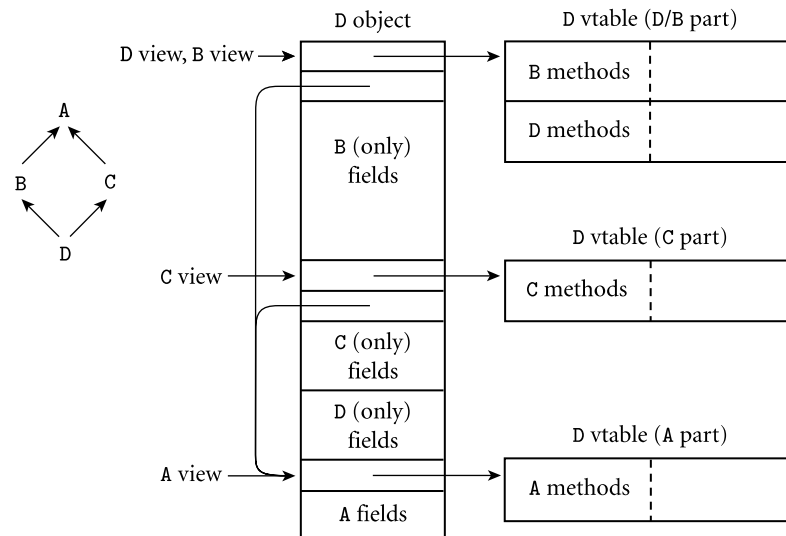 A
B
C
D
D object
D view, B view
B (only)
fields
C view
C (only)
fields
D (only)
fields
A view
A fields
D vtable (D/B part)
B methods
D methods
D vtable (C part)
C methods
D vtable (A part)
A methods